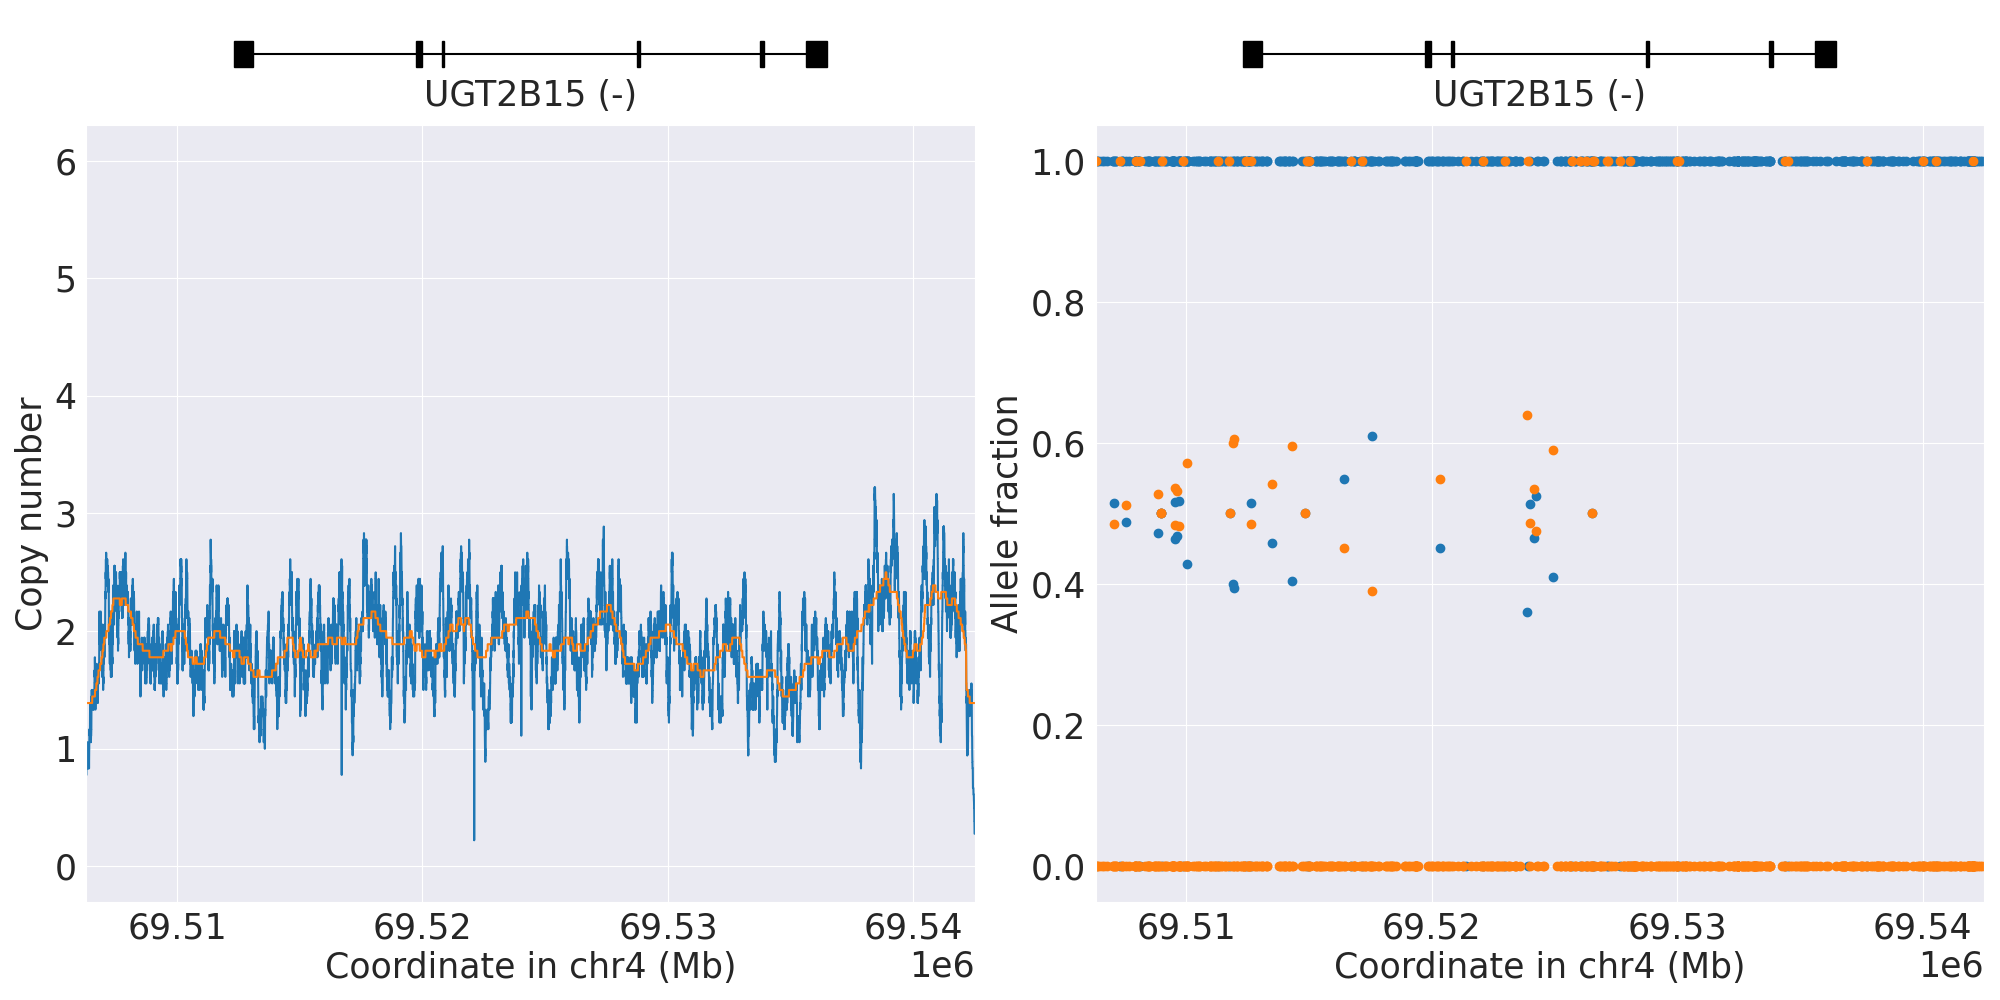 UGT2B15 (-)
Copy number
6
5
4
3
2
1
0
69.51 69.52 69.53 69.54
Coordinate in chr4 (Mb)
1e6
UGT2B15 (-)
Allele fraction
1.0
0.8
0.6
0.4
0.2
0.0
69.51 69.52 69.53 69.54
Coordinate in chr4 (Mb)
1e6